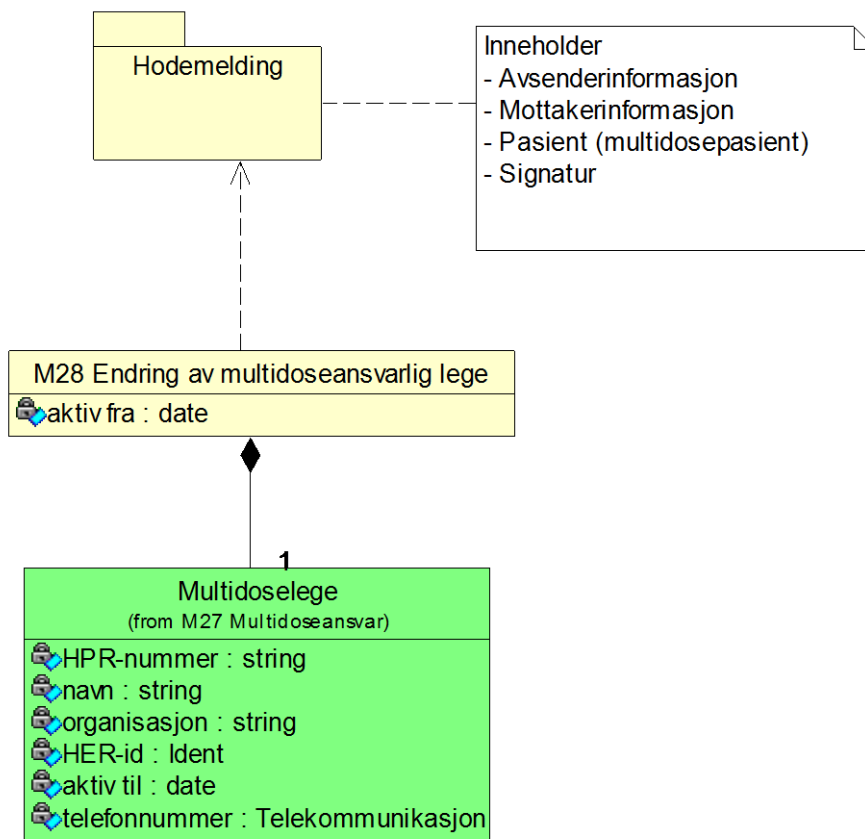 Hodemelding
Inneholder
- Avsenderinformasjon
- Mottakerinformasjon
- Pasient (multidosepasient)
- Signatur
M28 Endring av multidoseansvarlig lege
aktiv fra : date
1
Multidoselege
(from M27 Multidoseansvar)
HPR-nummer : string
navn : string
organisasjon : string
HER-id : Ident
aktiv til : date
telefonnummer : Telekommunikasjon